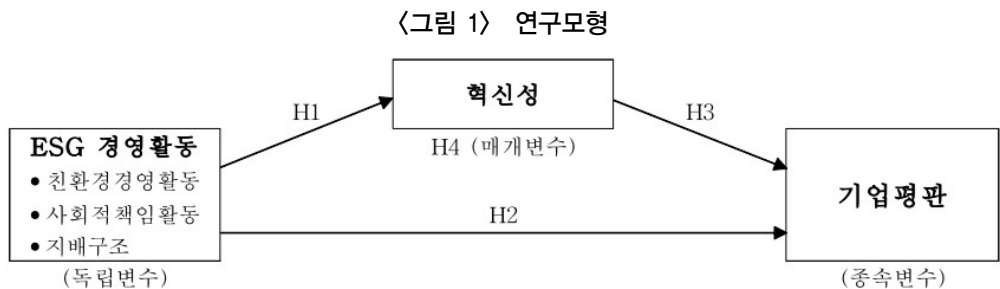 〈그림 1〉 연구모형
혁신성
H1
H3
H4 (매개변수)
ESG 경영활동
• 친환경경영활동
• 사회적책임활동
• 지배구조
(독립변수)
H2
기업평판
(종속변수)